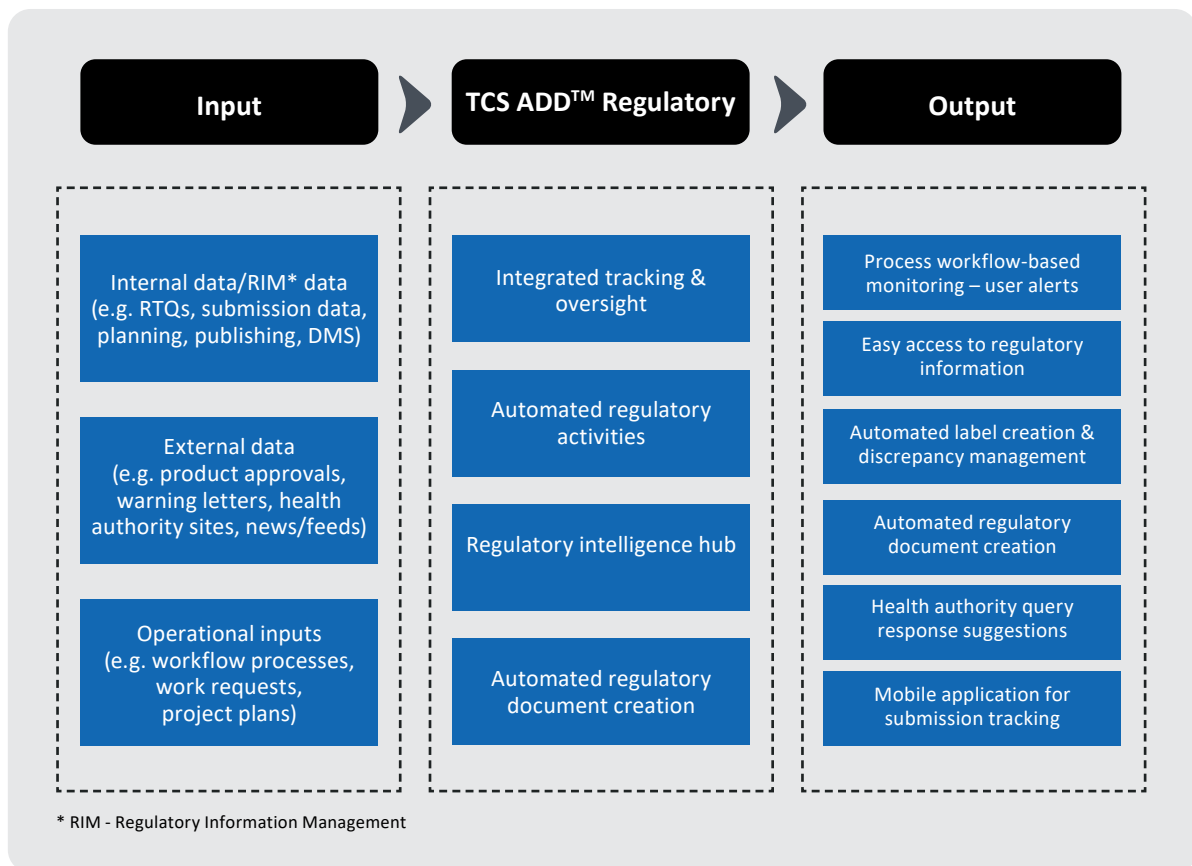 Input
TCS ADD™ Regulatory
Output
Internal data/RIM* data
(e.g. RTQs, submission data,
planning, publishing, DMS)
External data
(e.g. product approvals,
warning letters, health
authority sites, news/feeds)
Operational inputs
(e.g. workflow processes,
work requests,
project plans)
Integrated tracking &
oversight
Automated regulatory
activities
Regulatory intelligence hub
Automated regulatory
document creation
Process workflow-based
monitoring – user alerts
Easy access to regulatory
information
Automated label creation &
discrepancy management
Automated regulatory
document creation
Health authority query
response suggestions
Mobile application for
submission tracking
* RIM - Regulatory Information Management